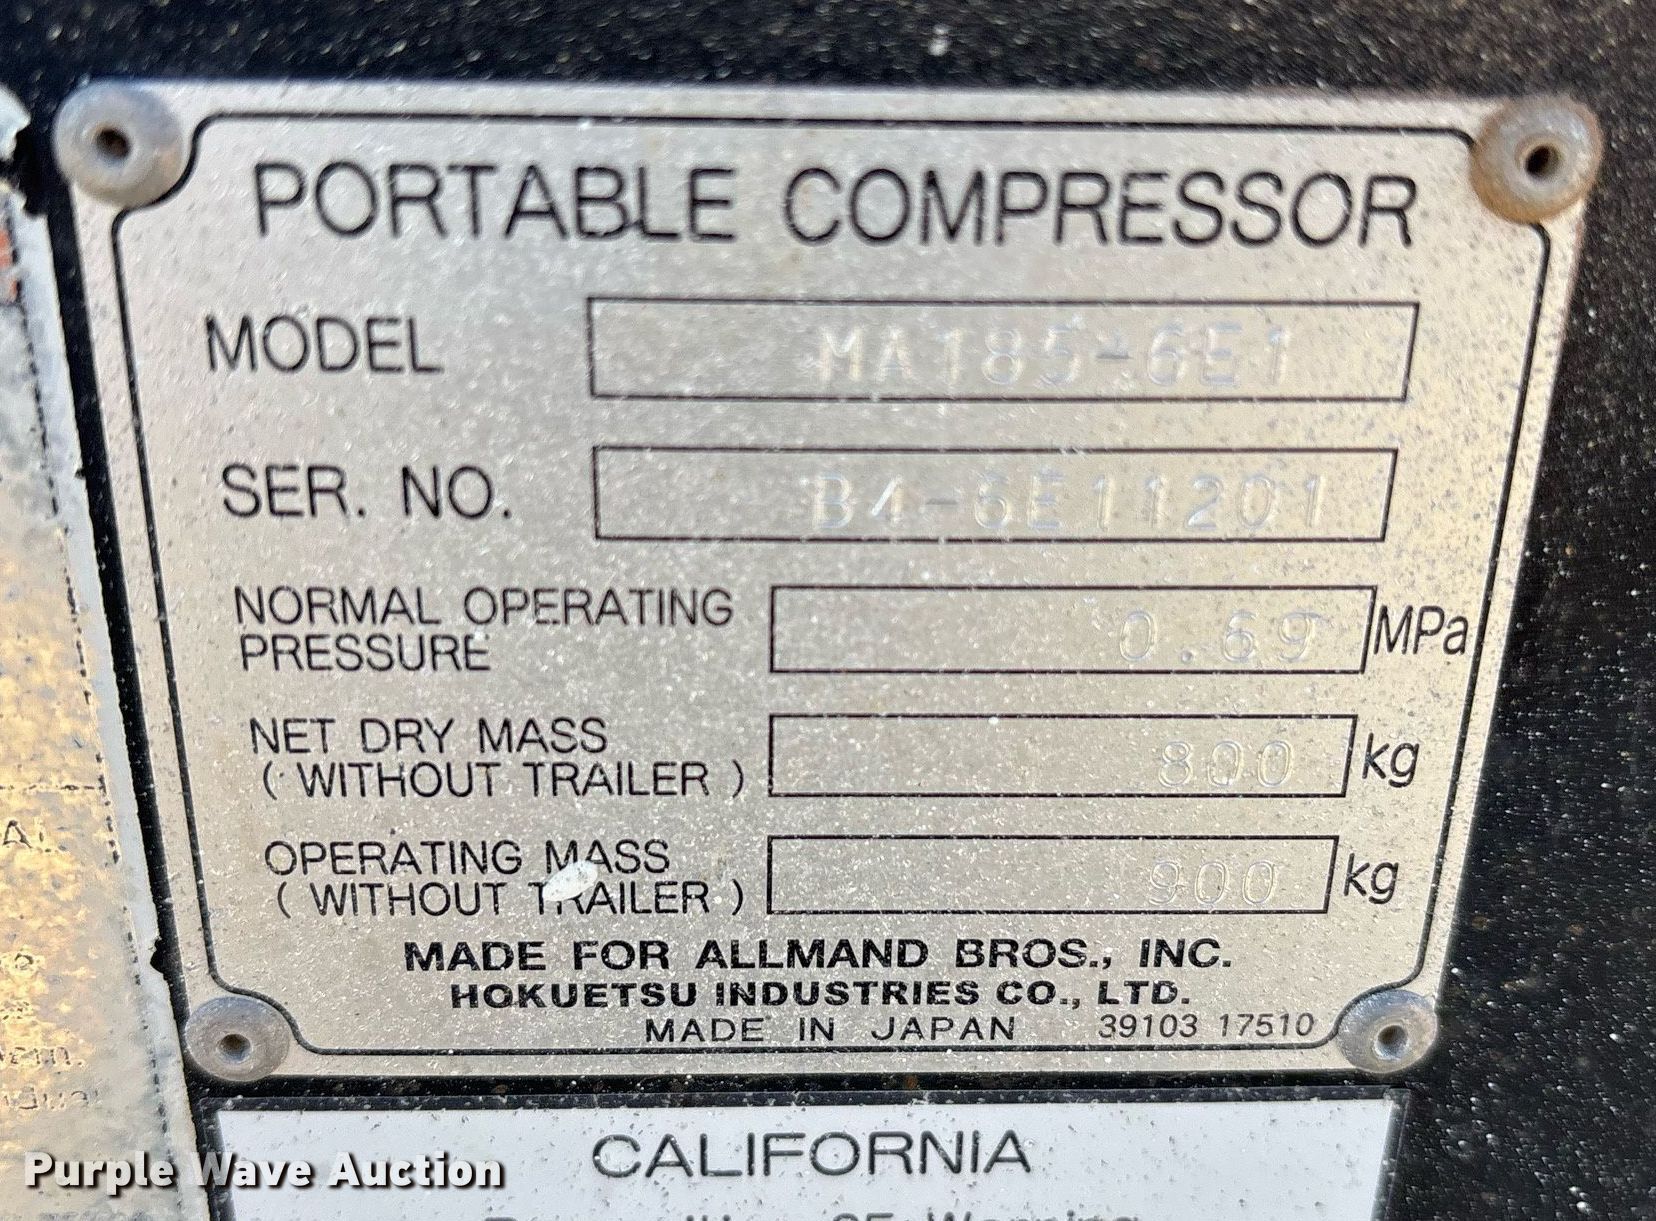 PORTABLE COMPRESSOR
MODEL MA185-6E1
SER. NO. B4-6E11201
NORMAL OPERATING PRESSURE 0.69 MPa
NET DRY MASS
( WITHOUT TRAILER ) 800 kg
OPERATING MASS
( WITHOUT TRAILER ) 900 kg
MADE FOR ALLMAND BROS., INC.
HOKUETSU INDUSTRIES CO., LTD.
MADE IN JAPAN 39103 17510
CALIFORNIA
Purple Wave Auction